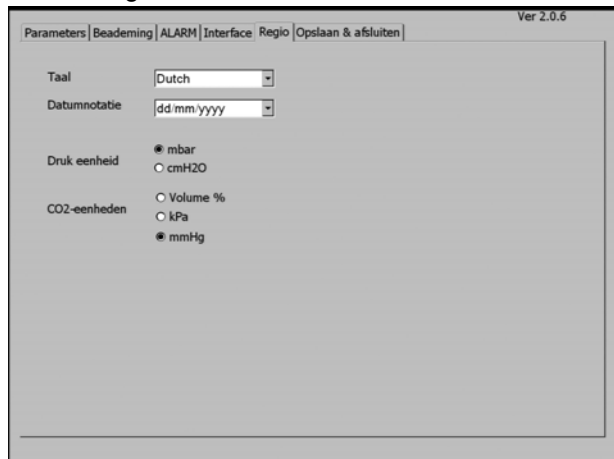 Ver 2.0.6
Parameters Beademing ALARM Interface Regio Opslaan & afsluiten
Taal Dutch
Datumnotatie dd/mm/yyyy
Druk eenheid
mbar
cmH2O
CO2-eenheden
Volume %
kPa
mmHg